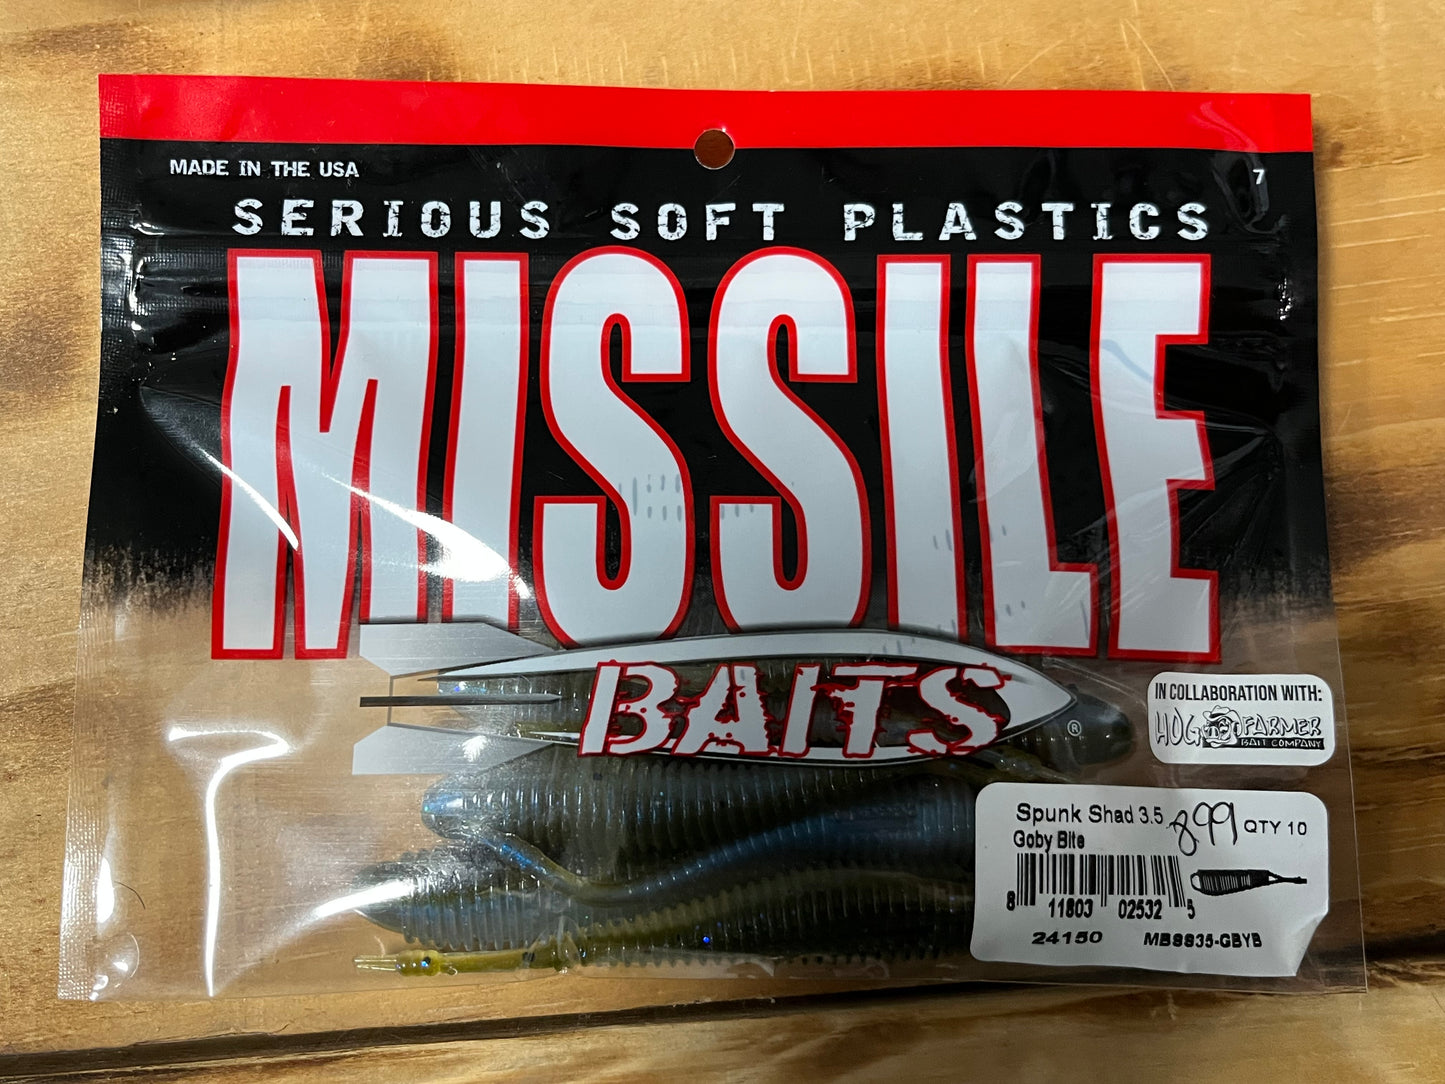 MADE IN THE USA
7
SERIOUS SOFT PLASTICS
MISSILE
BAITS
®
IN COLLABORATION WITH:
HOG FARMER
BAIT COMPANY
Spunk Shad 3.5
8.99
QTY 10
Goby Bite
8 11803 02532 5
24150 MBSS35-GBYB